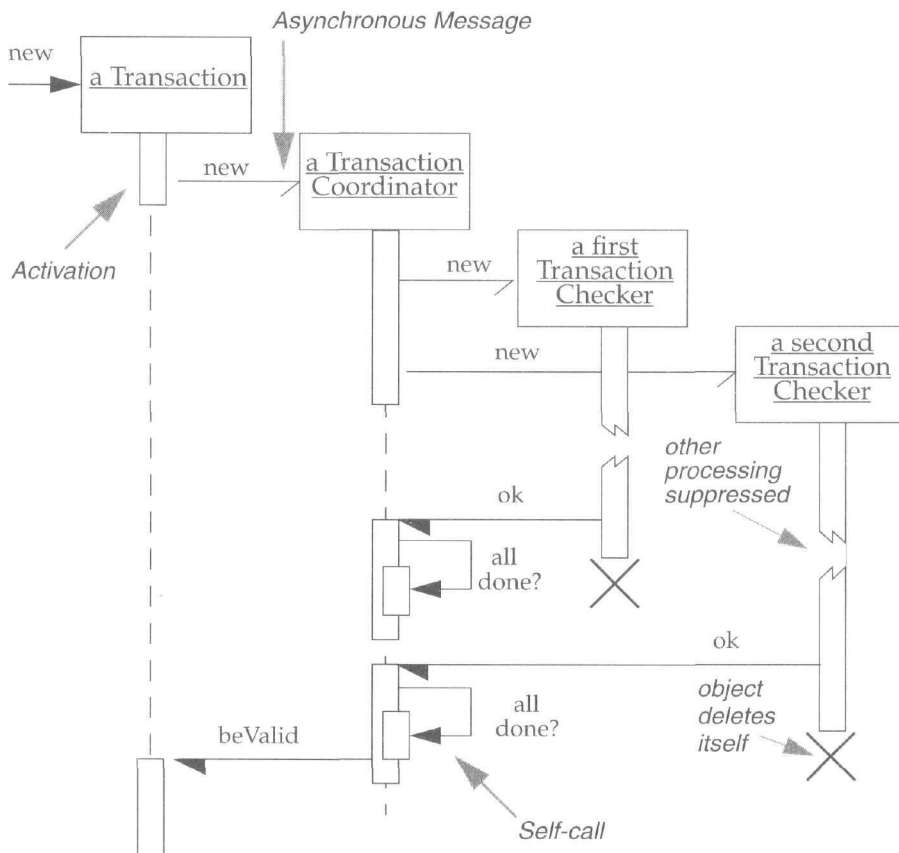 Asynchronous Message
new
a Transaction
new
a Transaction
Coordinator
Activation
new
a first
Transaction
Checker
new
a second
Transaction
Checker
other
processing
suppressed
ok
all
done?
ok
object
deletes
itself
all
done?
beValid
Self-call